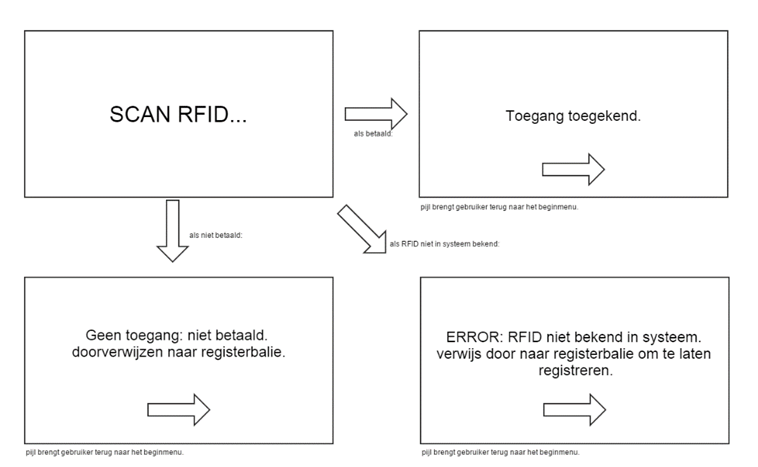 SCAN RFID...
als betaald:
Toegang toegekend.
pijl brengt gebruiker terug naar het beginmenu.
als niet betaald:
als RFID niet in systeem bekend:
Geen toegang: niet betaald.
doorverwijzen naar registerbalie.
pijl brengt gebruiker terug naar het beginmenu.
ERROR: RFID niet bekend in systeem.
verwijs door naar registerbalie om te laten
registreren.
pijl brengt gebruiker terug naar het beginmenu.